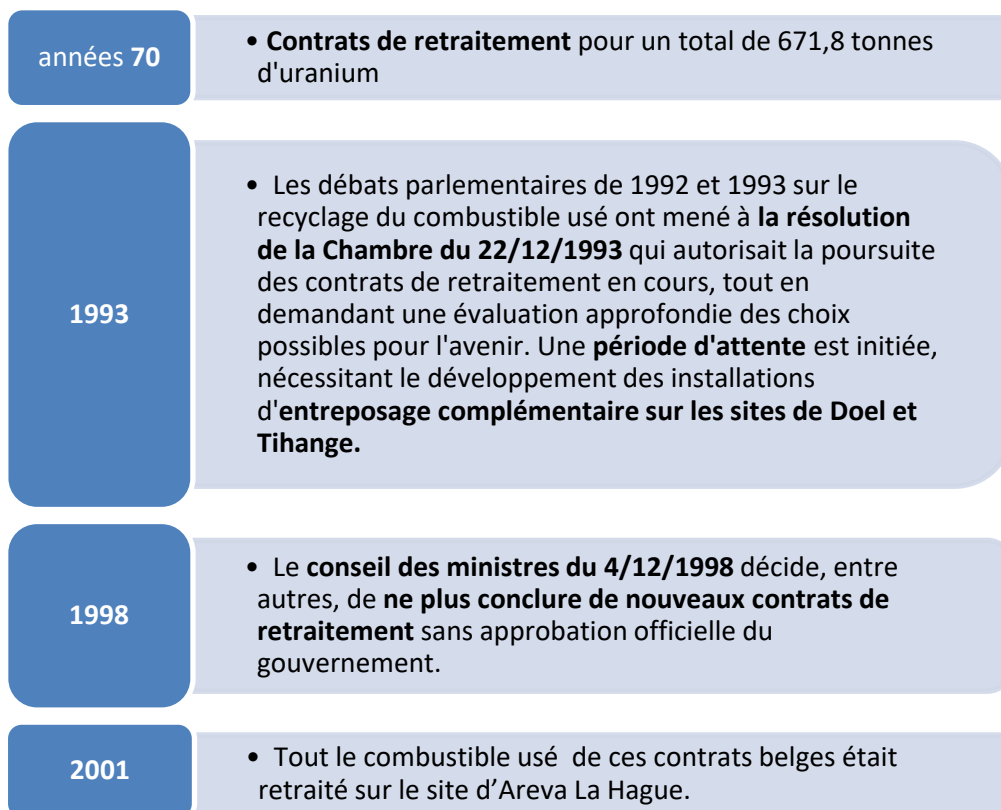 années 70
• Contrats de retraitement pour un total de 671,8 tonnes
d'uranium
1993
• Les débats parlementaires de 1992 et 1993 sur le
recyclage du combustible usé ont mené à la résolution
de la Chambre du 22/12/1993 qui autorisait la poursuite
des contrats de retraitement en cours, tout en
demandant une évaluation approfondie des choix
possibles pour l'avenir. Une période d'attente est initiée,
nécessitant le développement des installations
d'entreposage complémentaire sur les sites de Doel et
Tihange.
1998
• Le conseil des ministres du 4/12/1998 décide, entre
autres, de ne plus conclure de nouveaux contrats de
retraitement sans approbation officielle du
gouvernement.
2001
• Tout le combustible usé de ces contrats belges était
retraité sur le site d’Areva La Hague.